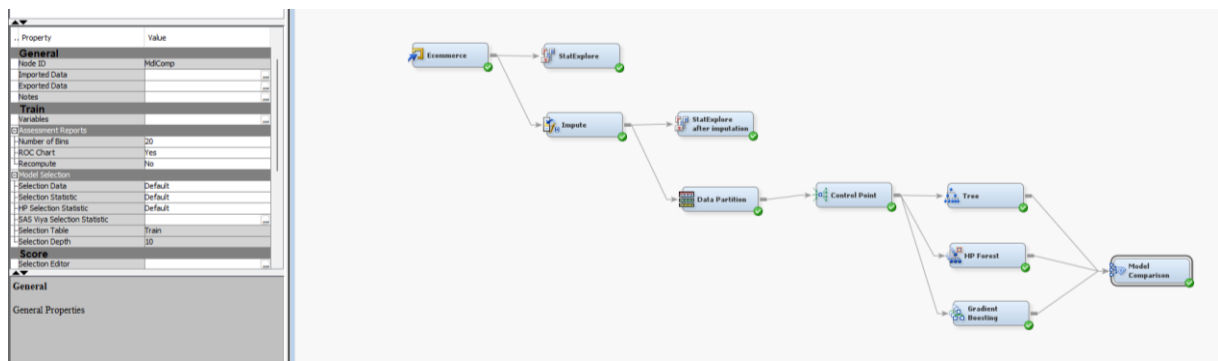 .. Property Value
General
Node ID MdlComp
Imported Data ...
Exported Data ...
Notes ...
Train
Variables ...
Assessment Reports
Number of Bins 20
ROC Chart Yes
Recompute No
Model Selection
Selection Data Default
Selection Statistic Default
HP Selection Statistic Default
SAS Viya Selection Statistic ...
Selection Table Train
Selection Depth 10
Score
Selection Editor ...
General
General Properties
Ecommerce
StatExplore
Impute
StatExplore
after imputation
Data Partition
Control Point
Tree
HP Forest
Gradient
Boosting
Model
Comparison